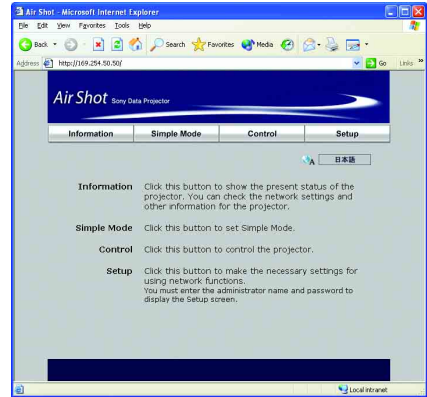 Air Shot - Microsoft Internet Explorer
File Edit View Favorites Tools Help
Back Search Favorites Media
Address http://169.254.50.50/ Go Links »
Air Shot Sony Data Projector
Information Simple Mode Control Setup
A 日本語
Information Click this button to show the present status of the
projector. You can check the network settings and
other information for the projector.
Simple Mode Click this button to set Simple Mode.
Control Click this button to control the projector.
Setup Click this button to make the necessary settings for
using network functions.
You must enter the administrator name and password to
display the Setup screen.
Local intranet